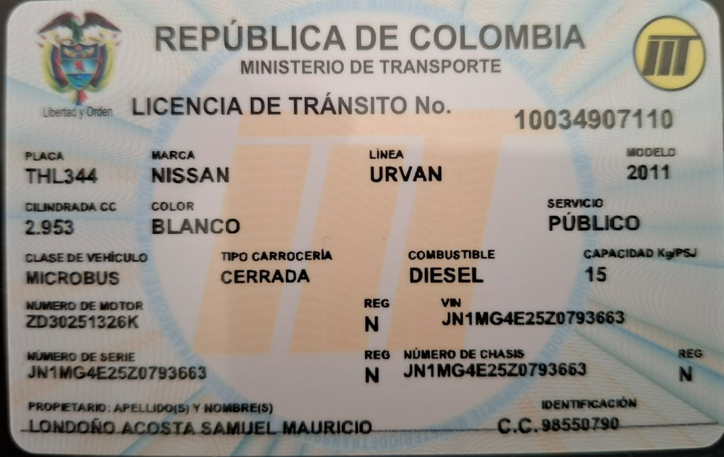 REPÚBLICA DE COLOMBIA
MINISTERIO DE TRANSPORTE
Libertad y Orden
LICENCIA DE TRÁNSITO No. 10034907110
PLACA MARCA LÍNEA MODELO
THL344 NISSAN URVAN 2011
CILINDRADA CC COLOR SERVICIO
2.953 BLANCO PÚBLICO
CLASE DE VEHÍCULO TIPO CARROCERÍA COMBUSTIBLE CAPACIDAD Kg/PSJ
MICROBUS CERRADA DIESEL 15
NÚMERO DE MOTOR REG VIN
ZD30251326K N JN1MG4E25Z0793663
NÚMERO DE SERIE REG NÚMERO DE CHASIS REG
JN1MG4E25Z0793663 N JN1MG4E25Z0793663 N
PROPIETARIO: APELLIDO(S) Y NOMBRE(S) IDENTIFICACIÓN
LONDOÑO ACOSTA SAMUEL MAURICIO C.C. 98550790